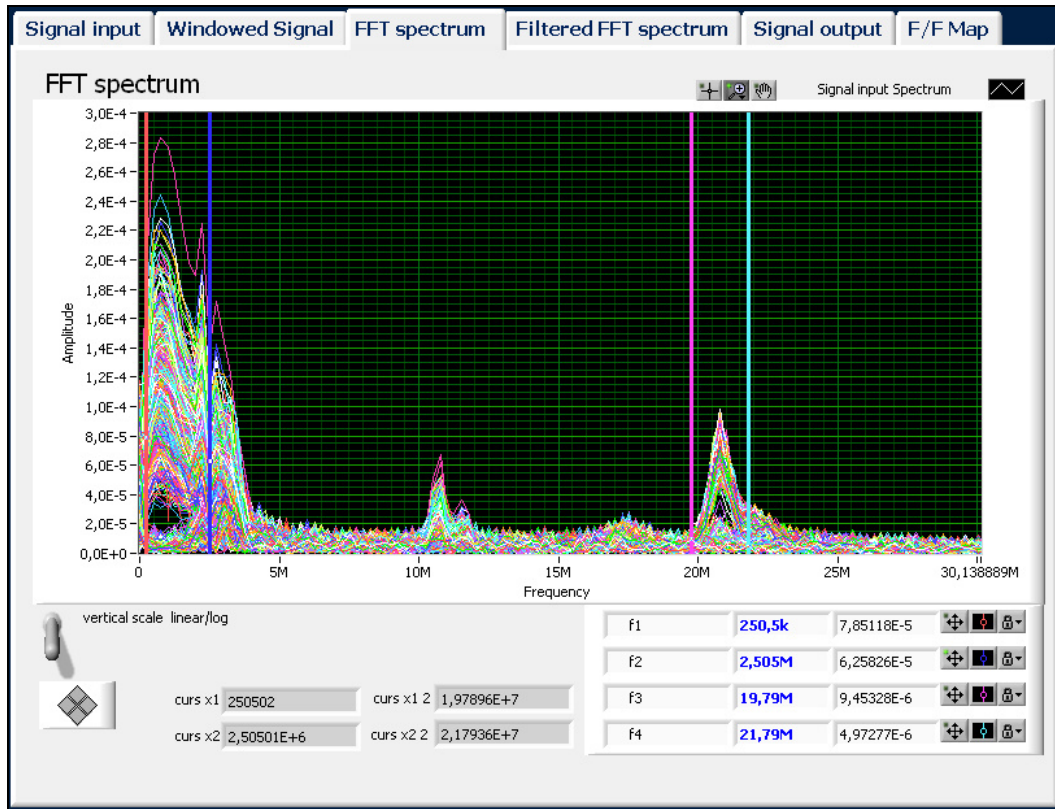 Signal input Windowed Signal FFT spectrum Filtered FFT spectrum Signal output F/F Map
FFT spectrum
Signal input Spectrum
3,0E-4
2,8E-4
2,6E-4
2,4E-4
2,2E-4
2,0E-4
1,8E-4
1,6E-4
1,4E-4
1,2E-4
1,0E-4
8,0E-5
6,0E-5
4,0E-5
2,0E-5
0,0E+0
Amplitude
0 5M 10M 15M 20M 25M 30,138889M
Frequency
vertical scale linear/log
curs x1 250502 curs x1 2 1,97896E+7
curs x2 2,50501E+6 curs x2 2 2,17936E+7
f1 250,5k 7,85118E-5
f2 2,505M 6,25826E-5
f3 19,79M 9,45328E-6
f4 21,79M 4,97277E-6